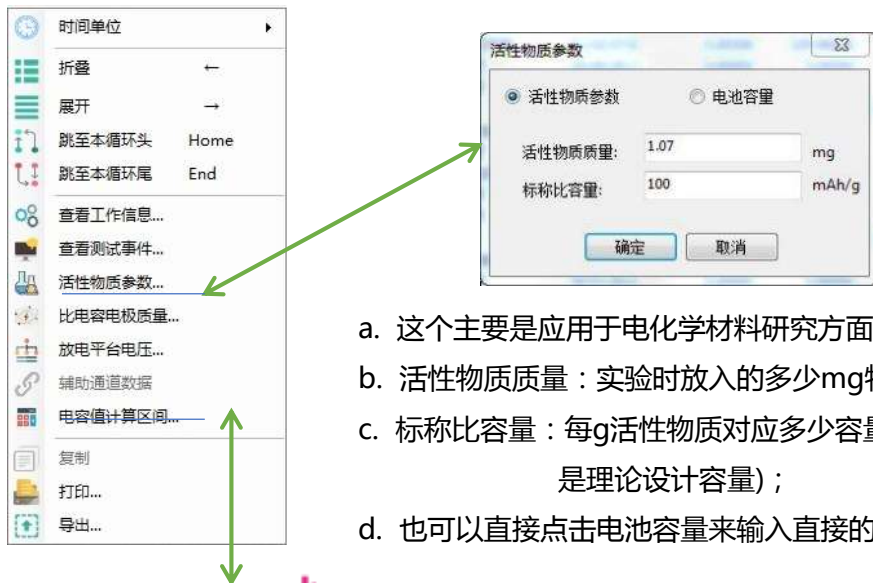 时间单位
折叠 ←
展开 →
跳至本循环头 Home
跳至本循环尾 End
查看工作信息...
查看测试事件...
活性物质参数...
比电容电极质量...
放电平台电压...
辅助通道数据
电容值计算区间...
复制
打印...
导出...
活性物质参数
活性物质参数 电池容量
活性物质质量: 1.07 mg
标称比容量: 100 mAh/g
确定 取消
a. 这个主要是应用于电化学材料研究方面
b. 活性物质质量：实验时放入的多少mg
c. 标称比容量：每g活性物质对应多少容量
是理论设计容量)；
d. 也可以直接点击电池容量来输入直接的